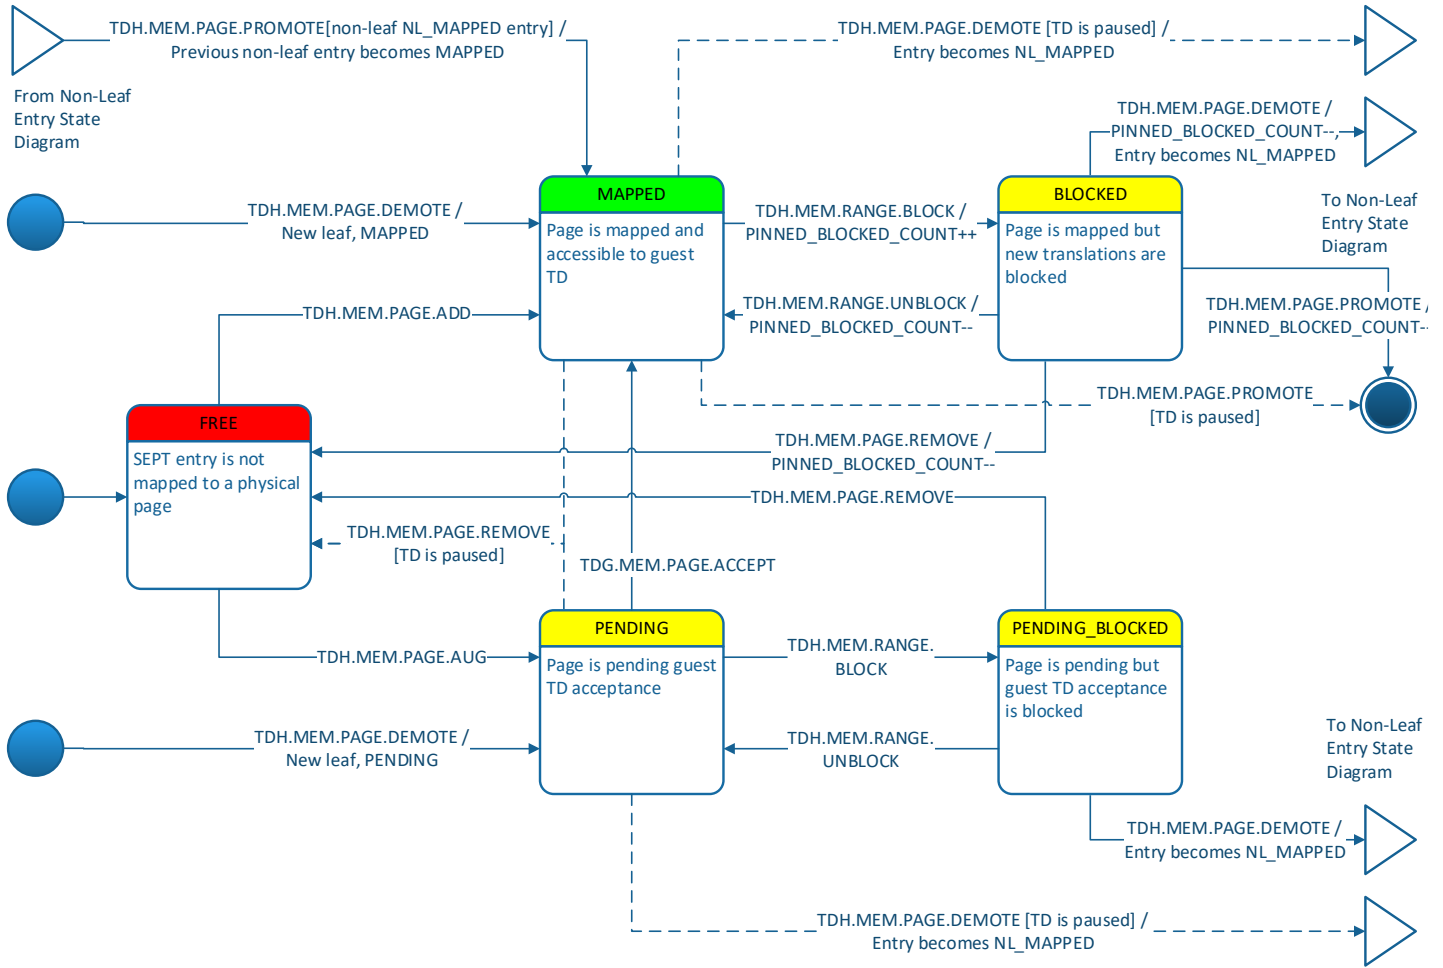 TDH.MEM.PAGE.PROMOTE[non-leaf NL_MAPPED entry] /
Previous non-leaf entry becomes MAPPED
TDH.MEM.PAGE.DEMOTE [TD is paused] /
Entry becomes NL_MAPPED
From Non-Leaf
Entry State
Diagram
TDH.MEM.PAGE.DEMOTE /
PINNED_BLOCKED_COUNT--,
Entry becomes NL_MAPPED
TDH.MEM.PAGE.DEMOTE /
New leaf, MAPPED
MAPPED
Page is mapped and
accessible to guest
TD
TDH.MEM.RANGE.BLOCK /
PINNED_BLOCKED_COUNT++
BLOCKED
Page is mapped but
new translations are
blocked
To Non-Leaf
Entry State
Diagram
TDH.MEM.PAGE.ADD
TDH.MEM.RANGE.UNBLOCK /
PINNED_BLOCKED_COUNT--
TDH.MEM.PAGE.PROMOTE /
PINNED_BLOCKED_COUNT--
TDH.MEM.PAGE.PROMOTE
[TD is paused]
FREE
SEPT entry is not
mapped to a physical
page
TDH.MEM.PAGE.REMOVE /
PINNED_BLOCKED_COUNT--
TDH.MEM.PAGE.REMOVE
TDH.MEM.PAGE.REMOVE
[TD is paused]
TDG.MEM.PAGE.ACCEPT
TDH.MEM.PAGE.AUG
PENDING
Page is pending guest
TD acceptance
TDH.MEM.RANGE.
BLOCK
PENDING_BLOCKED
Page is pending but
guest TD acceptance
is blocked
TDH.MEM.PAGE.DEMOTE /
New leaf, PENDING
TDH.MEM.RANGE.
UNBLOCK
To Non-Leaf
Entry State
Diagram
TDH.MEM.PAGE.DEMOTE /
Entry becomes NL_MAPPED
TDH.MEM.PAGE.DEMOTE [TD is paused] /
Entry becomes NL_MAPPED